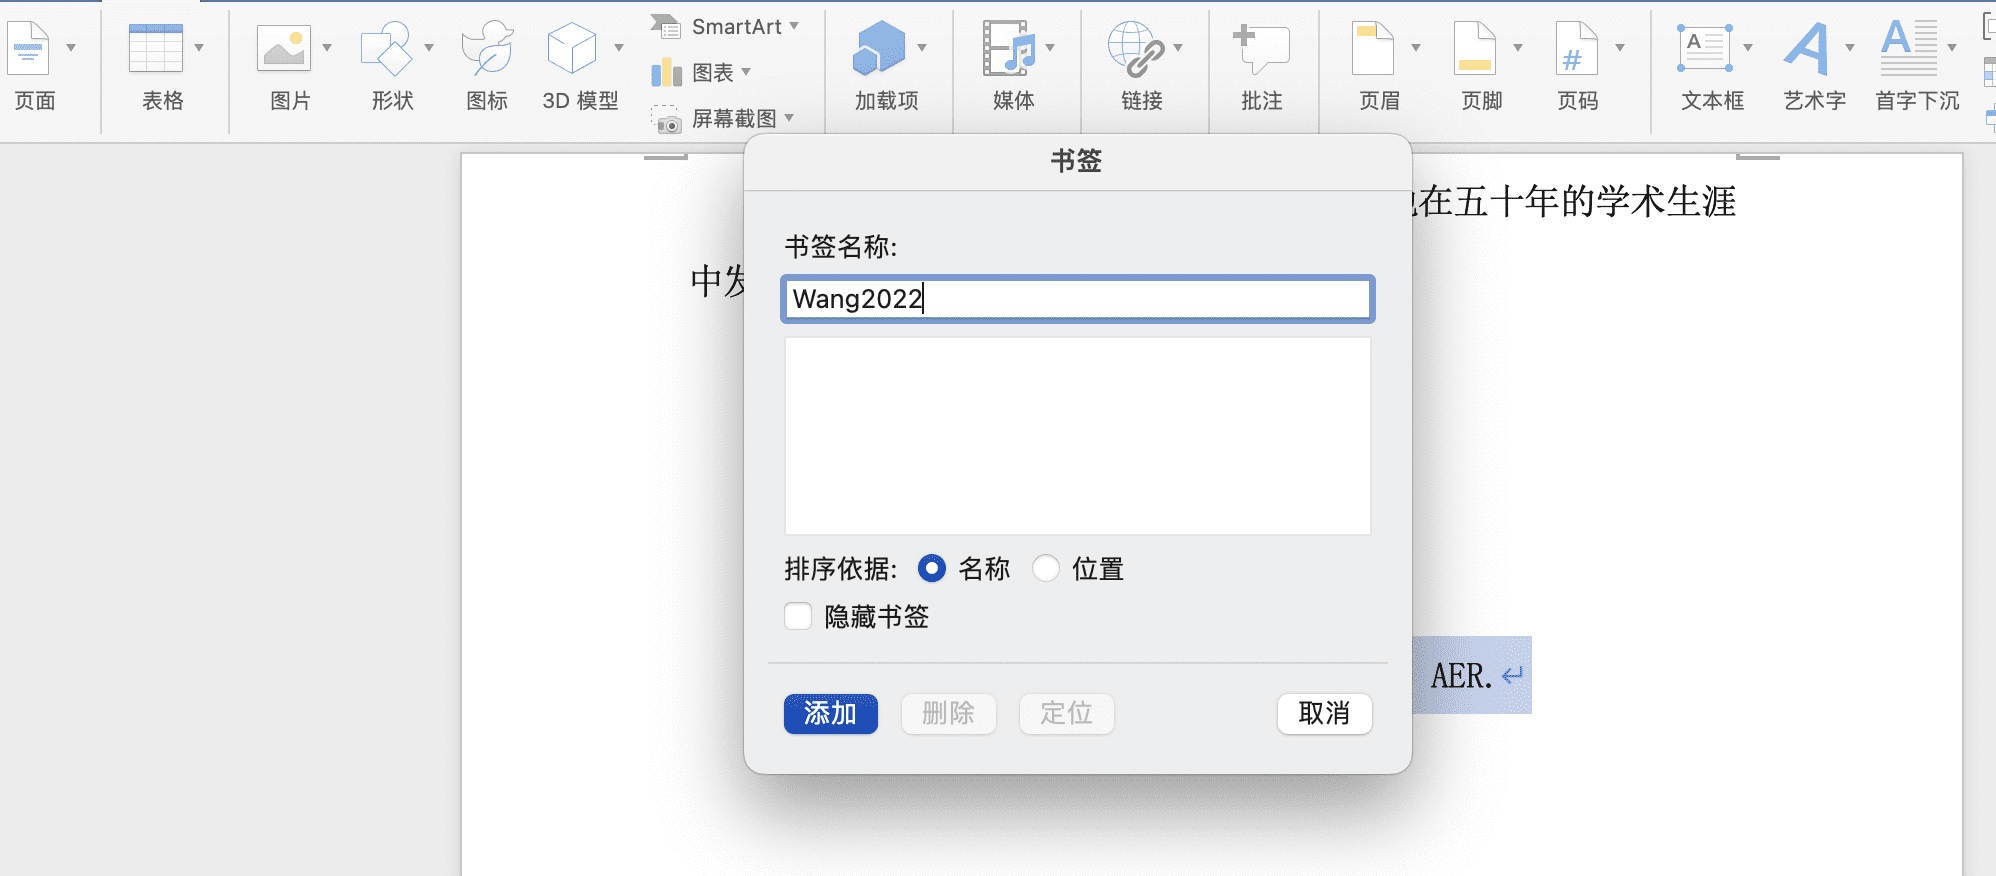 SmartArt
图表
屏幕截图
页面
表格
图片
形状
图标
3D 模型
加载项
媒体
链接
批注
页眉
页脚
#
页码
A
文本框
A
艺术字
A
首字下沉
书签
在五十年的学术生涯
中发
书签名称:
Wang2022
排序依据: 名称 位置
隐藏书签
AER.
添加 删除 定位 取消